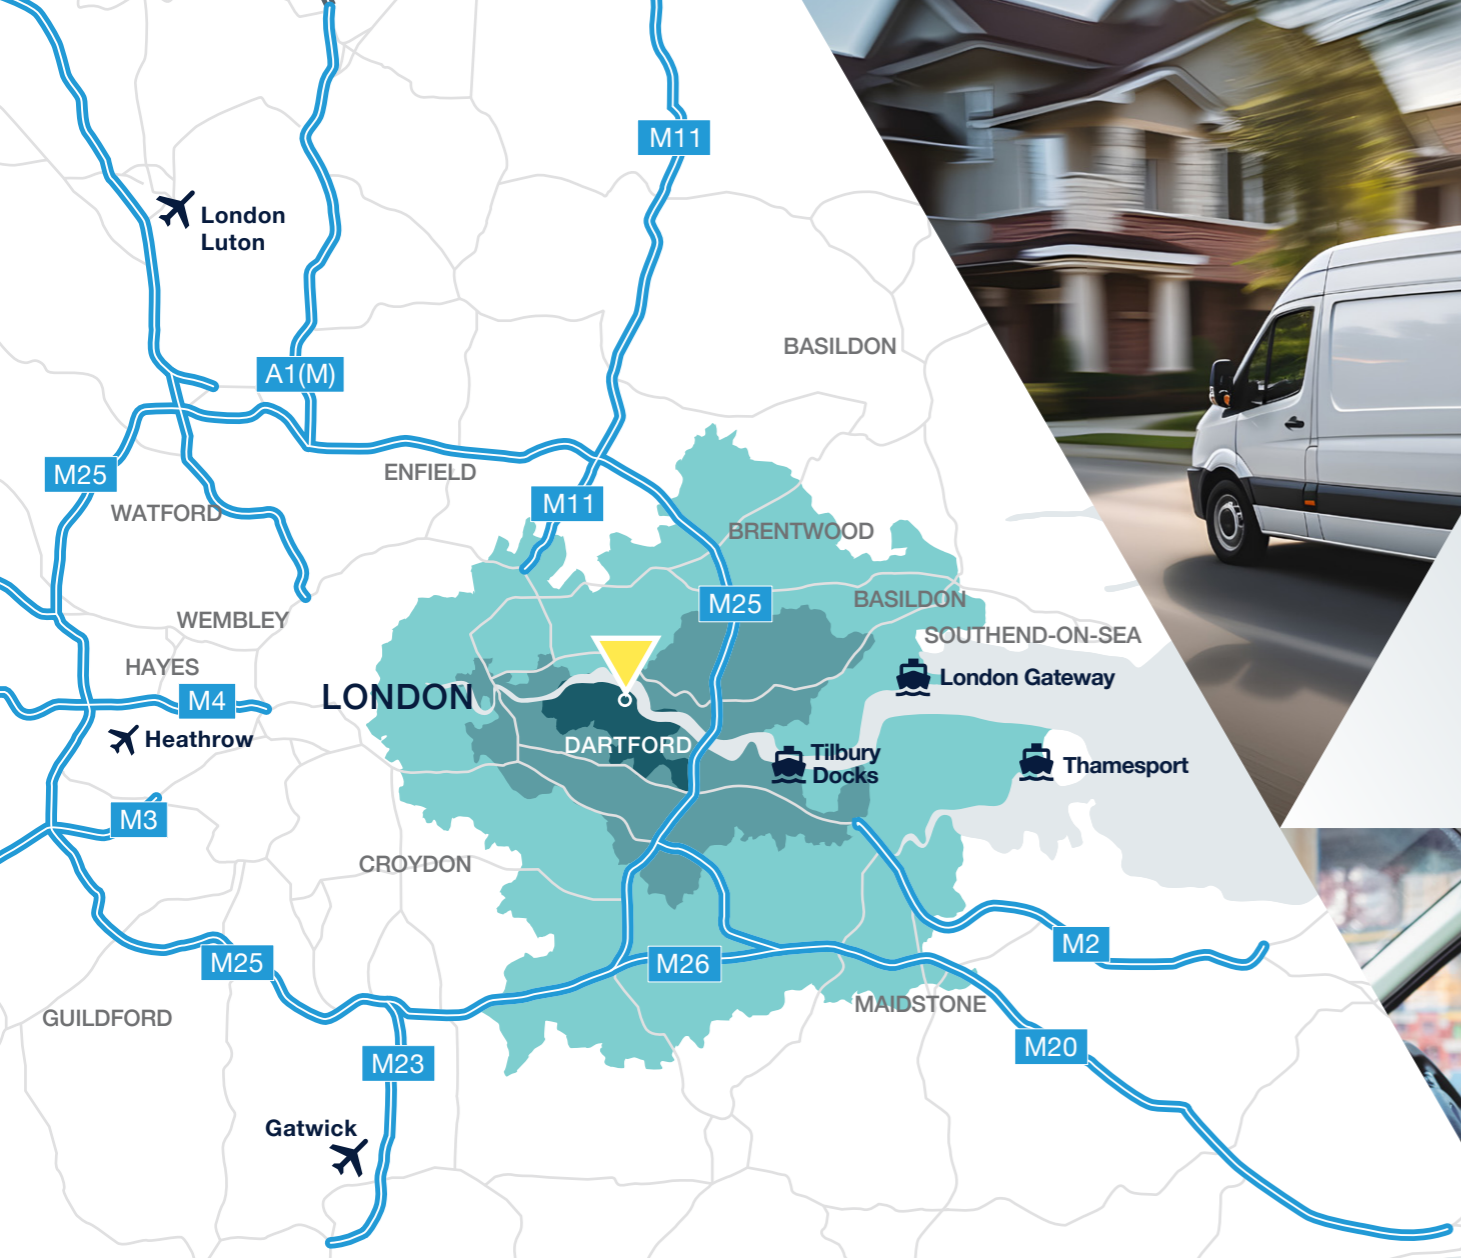 M11
London
Luton
BASILDON
A1(M)
M25
ENFIELD
M11
WATFORD
BRENTWOOD
M25
BASILDON
WEMBLEY
SOUTHEND-ON-SEA
HAYES
London Gateway
M4
LONDON
Heathrow
DARTFORD
Tilbury
Docks
Thamesport
M3
CROYDON
M2
M25
M26
MAIDSTONE
GUILDFORD
M20
M23
Gatwick